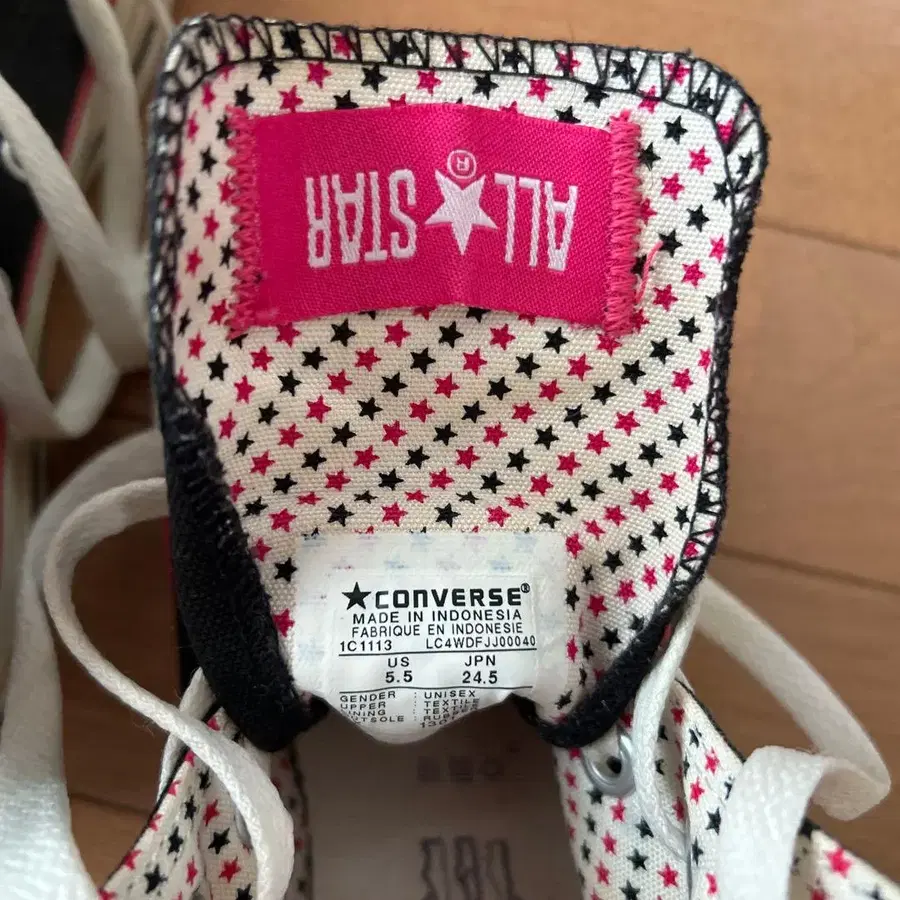 ALL STAR®
★CONVERSE®
MADE IN INDONESIA
FABRIQUE EN INDONESIE
1C1113 LC4WDFJJ00040
US JPN
5.5 24.5
GENDER : UNISEX
UPPER : TEXTILE